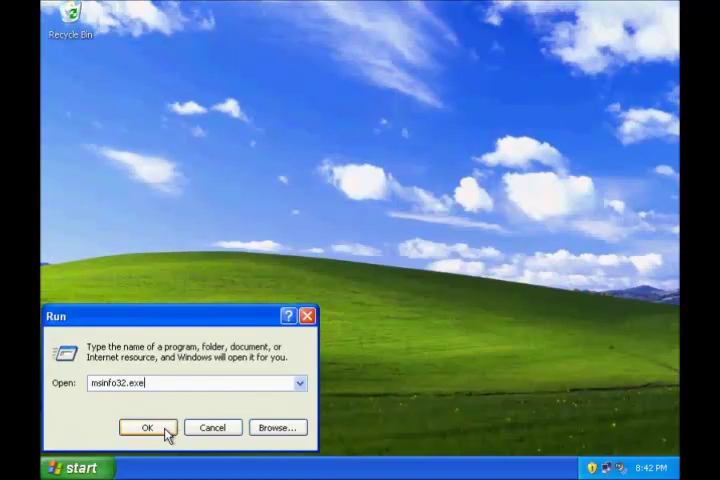 Recycle Bin
Run
Type the name of a program, folder, document, or
Internet resource, and Windows will open it for you.
Open: msinfo32.exe
OK Cancel Browse...
start 8:42 PM